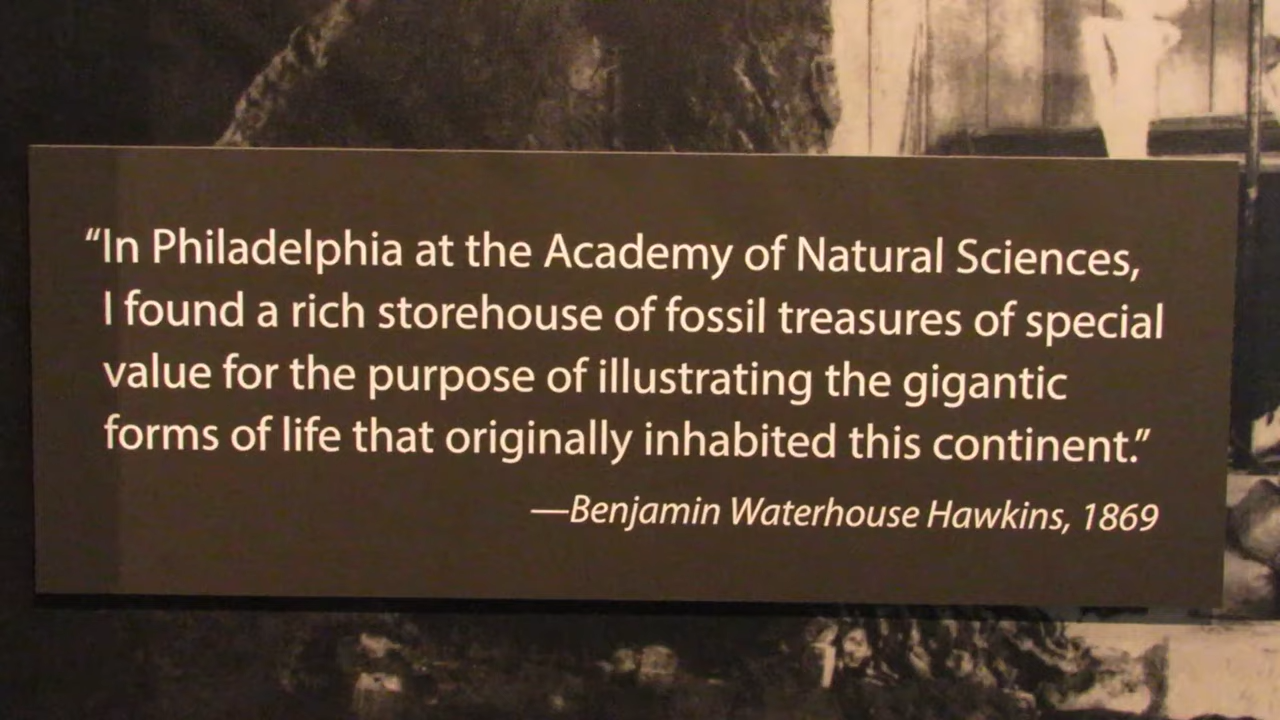 “In Philadelphia at the Academy of Natural Sciences,
I found a rich storehouse of fossil treasures of special
value for the purpose of illustrating the gigantic
forms of life that originally inhabited this continent.”
—Benjamin Waterhouse Hawkins, 1869